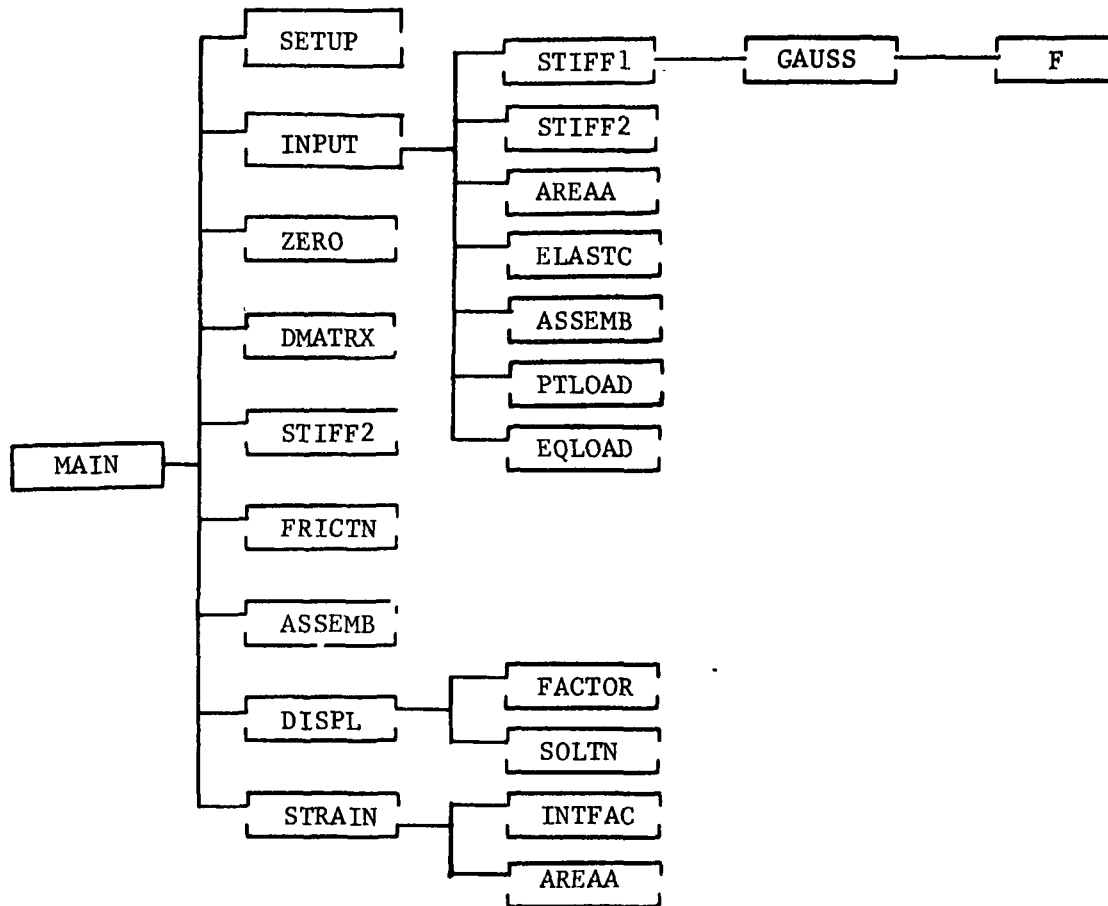 SETUP
INPUT
ZERO
DMATRX
STIFF2
MAIN
FRICTN
ASSEMB
DISPL
STRAIN
STIFF1
GAUSS
F
STIFF2
AREAA
ELASTC
ASSEMB
PTLOAD
EQLOAD
FACTOR
SOLTN
INTFAC
AREAA